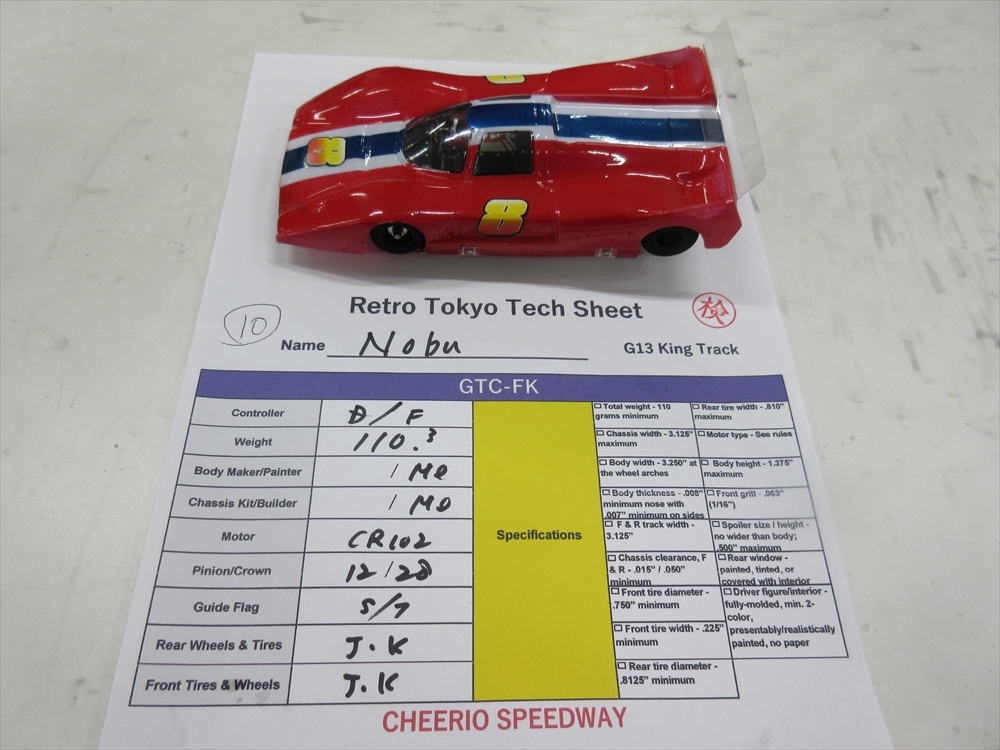 8
8
Retro Tokyo Tech Sheet
検
10
Name Nobu
G13 King Track
GTC-FK
Controller D/F
Weight 110.3
Body Maker/Painter / Me
Chassis Kit/Builder / Me
Motor CR102
Pinion/Crown 12/28
Guide Flag S/7
Rear Wheels & Tires J.K
Front Tires & Wheels J.K
Specifications
Total weight - 110
grams minimum
Chassis width - 3.125"
maximum
Body width - 3.250" at
the wheel arches
Body thickness - .008"
minimum nose with
.007" minimum on sides
F & R track width -
3.125"
Chassis clearance, F
& R - .015" / .050"
minimum
Front tire diameter -
.750" minimum
Front tire width - .225"
minimum
Rear tire diameter -
.8125" minimum
Rear tire width - .810"
maximum
Motor type - See rules
Body height - 1.375"
maximum
Front grill - .063"
(1/16")
Spoiler size / height -
no wider than body;
.500" maximum
Rear window -
painted, tinted, or
covered with interior
Driver figure/interior -
fully-molded, min. 2-
color,
presentably/realistically
painted, no paper
CHEERIO SPEEDWAY